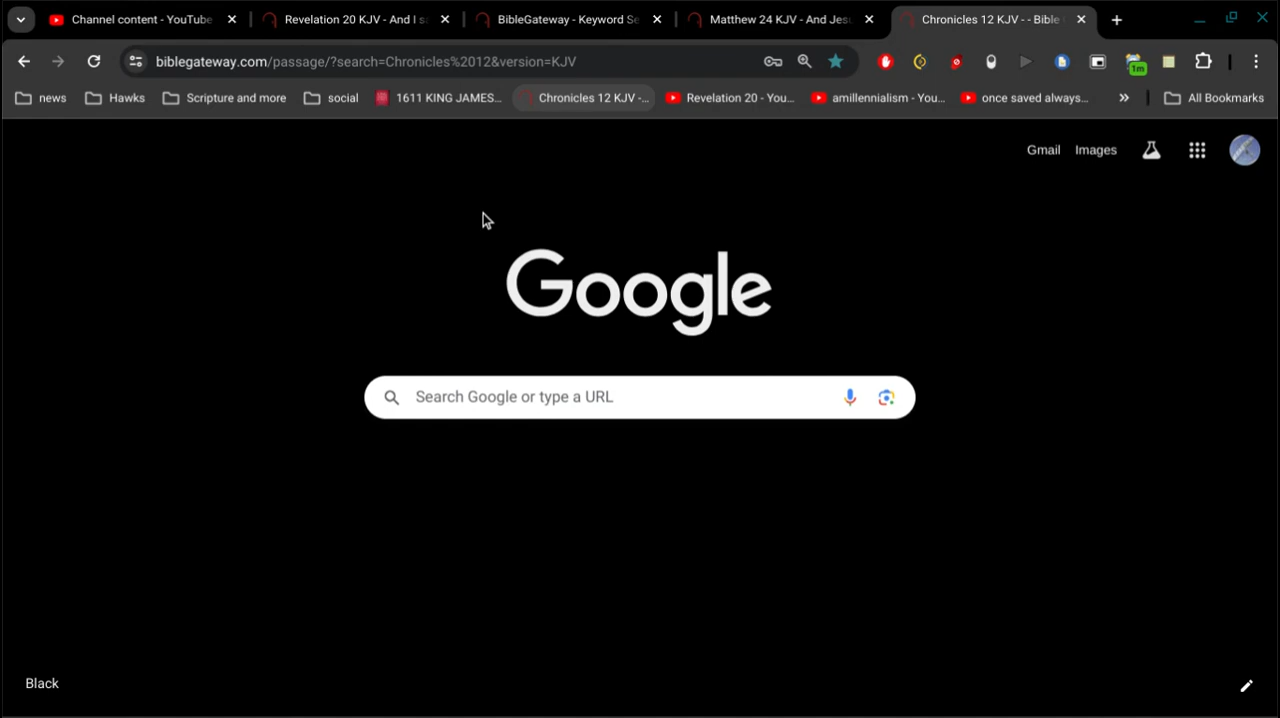 Channel content - YouTube
Revelation 20 KJV - And I sa
BibleGateway - Keyword Se
Matthew 24 KJV - And Jesu
Chronicles 12 KJV - - Bible
biblegateway.com/passage/?search=Chronicles%2012&version=KJV
1m
news
Hawks
Scripture and more
social
1611 KING JAMES...
Chronicles 12 KJV -...
Revelation 20 - You...
amillennialism - You...
once saved always...
All Bookmarks
Gmail
Images
Google
Search Google or type a URL
Black